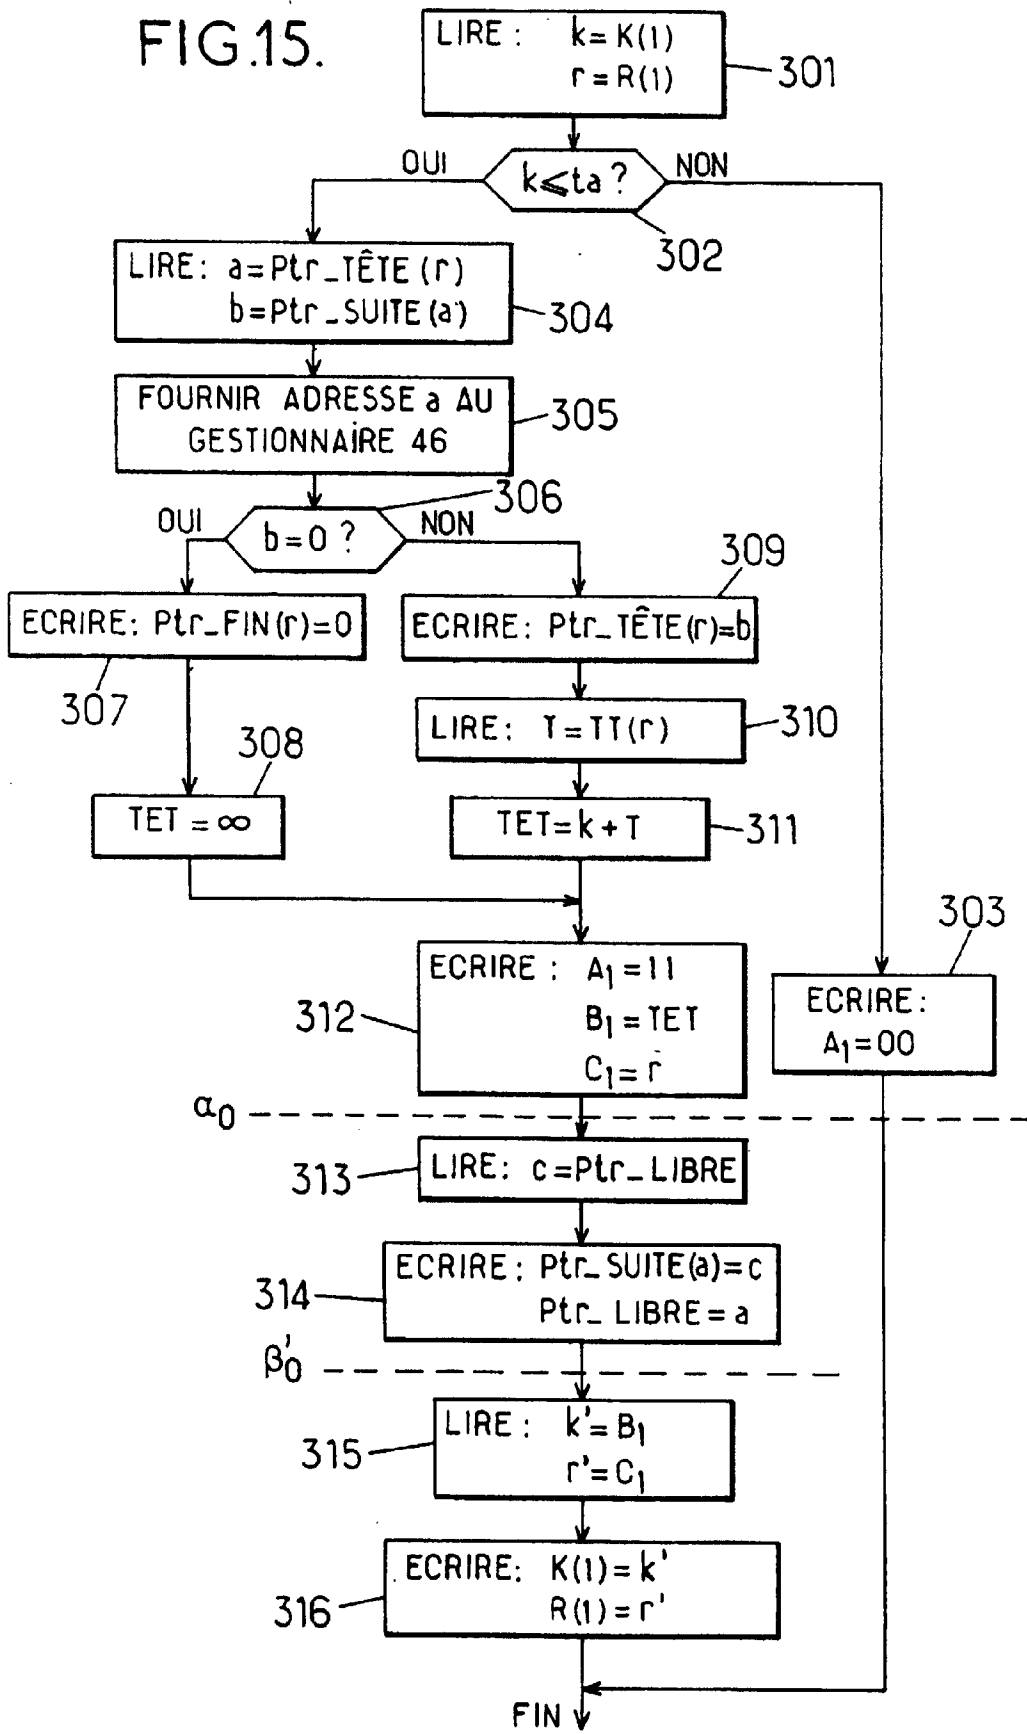 FIG.15.
LIRE : k=K(1)
r=R(1)
301
OUI
k⩽ta ?
NON
302
LIRE: a=Ptr_TÊTE (r)
b=Ptr_SUITE(a)
304
FOURNIR ADRESSE a AU
GESTIONNAIRE 46
305
306
OUI
b=0 ?
NON
309
ECRIRE: Ptr_FIN(r)=0
ECRIRE: Ptr_TÊTE(r)=b
307
LIRE: T=TT(r)
310
308
TET = ∞
TET=k+T
311
303
ECRIRE : A1=11
B1=TET
C1=r
312
ECRIRE:
A1=00
α0
313
LIRE: c=Ptr_LIBRE
ECRIRE: Ptr_SUITE(a)=c
Ptr_LIBRE=a
314
β'0
LIRE : k'=B1
r'=C1
315
ECRIRE: K(1)=k'
R(1)=r'
316
FIN